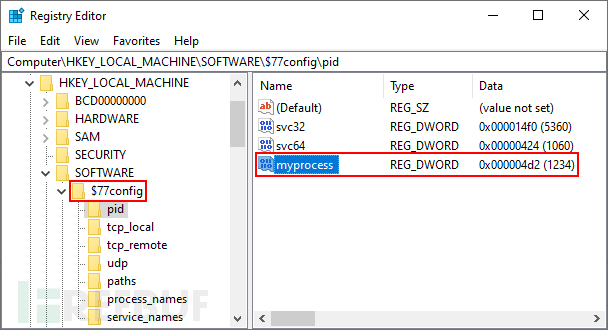 Registry Editor
File Edit View Favorites Help
Computer\HKEY_LOCAL_MACHINE\SOFTWARE\$77config\pid
HKEY_LOCAL_MACHINE
BCD00000000
HARDWARE
SAM
SECURITY
SOFTWARE
$77config
pid
tcp_local
tcp_remote
udp
paths
process_names
service_names
Name Type Data
(Default) REG_SZ (value not set)
svc32 REG_DWORD 0x000014f0 (5360)
svc64 REG_DWORD 0x00000424 (1060)
myprocess REG_DWORD 0x000004d2 (1234)
FREEBUF